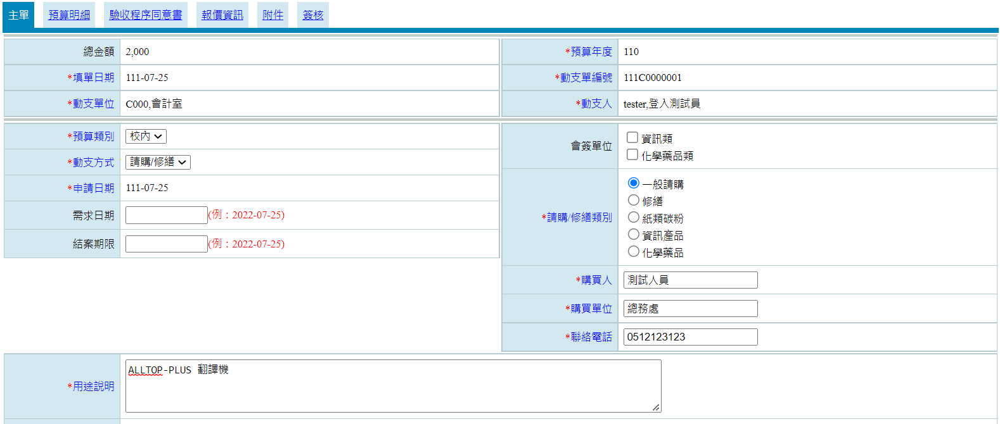 主單 預算明細 驗收程序同意書 報價資訊 附件 簽核
總金額 2,000 *預算年度 110
*填單日期 111-07-25 *動支單編號 111C0000001
*動支單位 C000,會計室 *動支人 tester,登入測試員
*預算類別 校內
*動支方式 請購/修繕
*申請日期 111-07-25
需求日期 (例：2022-07-25)
結案期限 (例：2022-07-25)
會簽單位 資訊類
化學藥品類
*請購/修繕類別 一般請購
修繕
紙類碳粉
資訊產品
化學藥品
*購買人 測試人員
*購買單位 總務處
*聯絡電話 0512123123
*用途說明 ALLTOP-PLUS 翻譯機